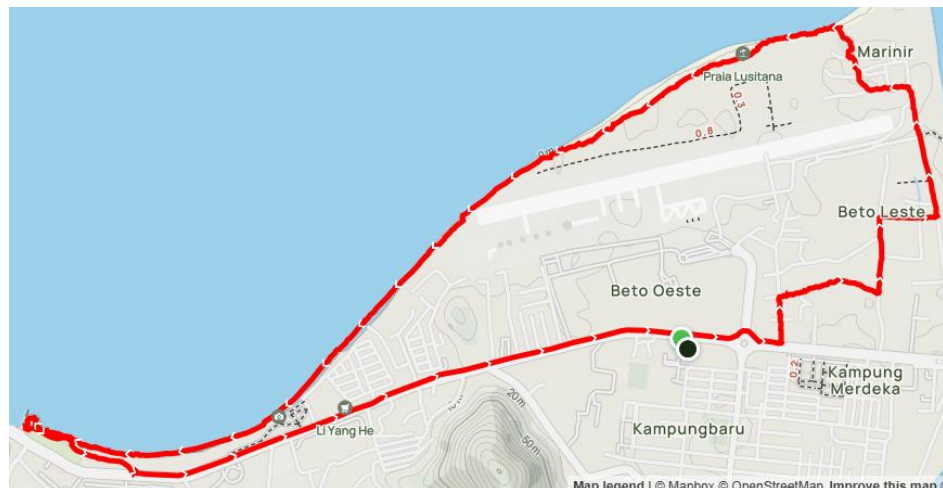 Marinir
Praia Lusitana
0.3
0.8
0m
Beto Leste
Beto Oeste
0.2
Kampung
Merdeka
Li Yang He
20m
50m
Kampungbaru
Map legend | © Mapbox © OpenStreetMap Improve this map